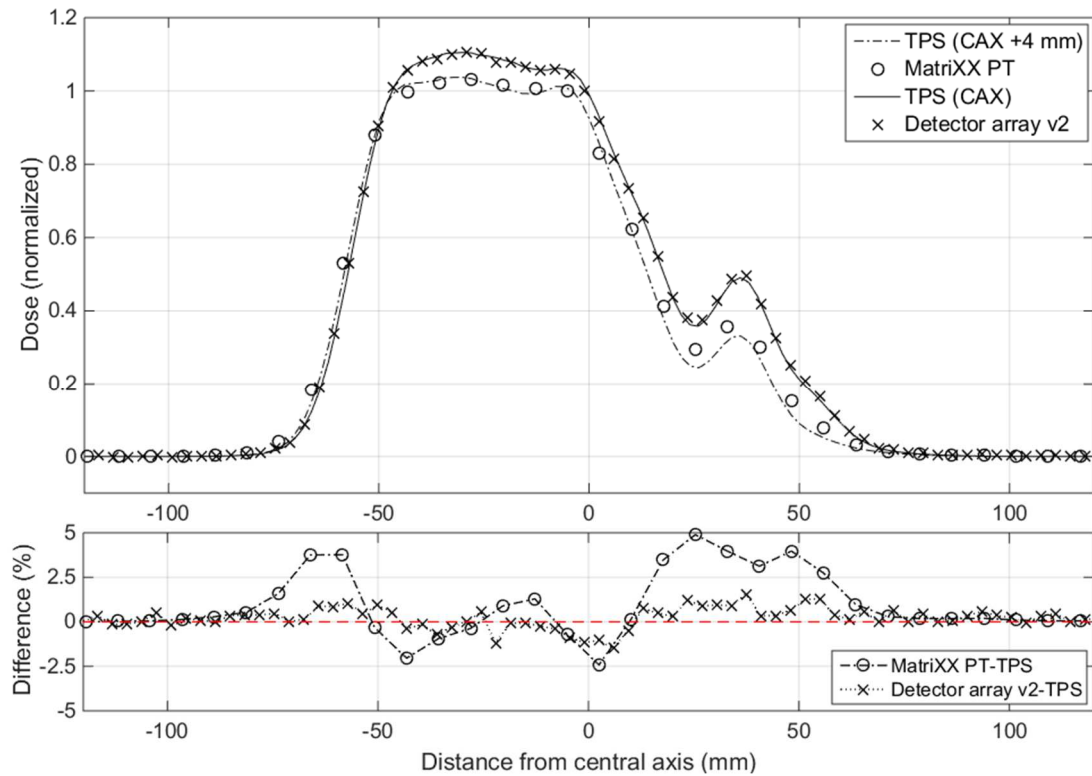 1.2
1
0.8
0.6
0.4
0.2
0
Dose (normalized)
TPS (CAX +4 mm)
MatriXX PT
TPS (CAX)
Detector array v2
-100
-50
0
50
100
5
2.5
0
-2.5
-5
Difference (%)
MatriXX PT-TPS
Detector array v2-TPS
-100
-50
0
50
100
Distance from central axis (mm)